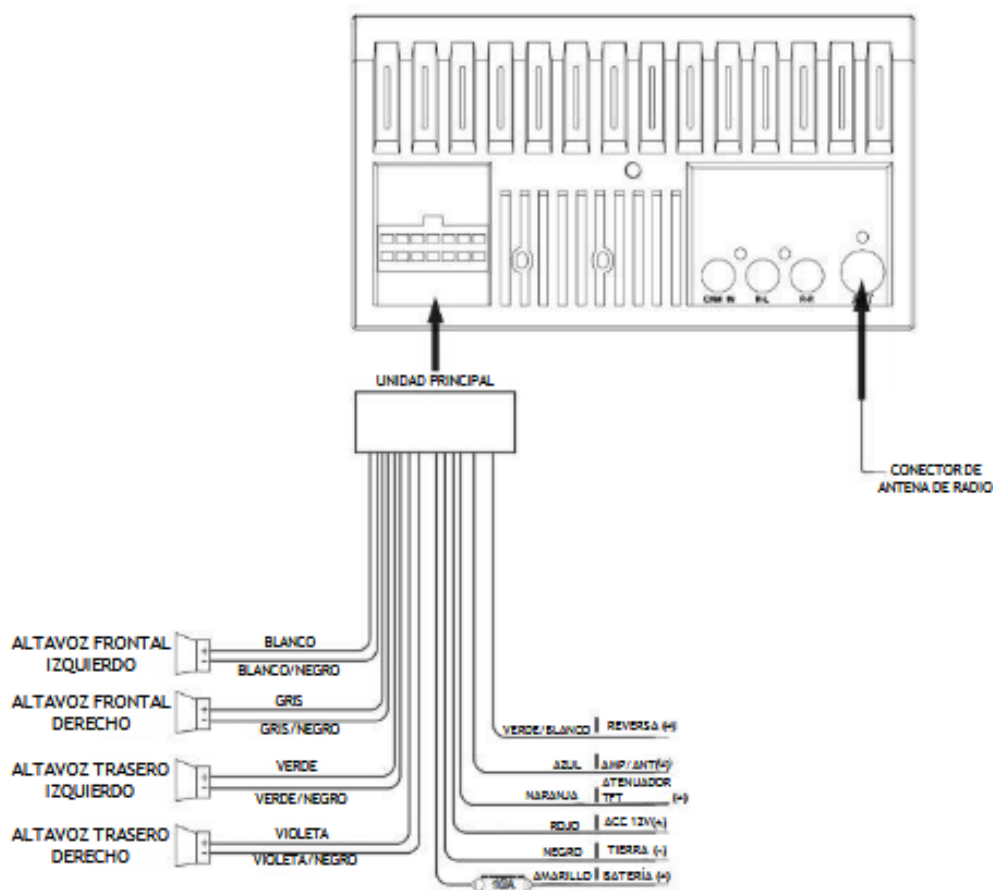 CAM IN R-L R-R ANT
UNIDAD PRINCIPAL
CONECTOR DE
ANTENA DE RADIO
ALTAVOZ FRONTAL
IZQUIERDO
+
-
BLANCO
BLANCO/NEGRO
ALTAVOZ FRONTAL
DERECHO
+
-
GRIS
GRIS/NEGRO
ALTAVOZ TRASERO
IZQUIERDO
+
-
VERDE
VERDE/NEGRO
ALTAVOZ TRASERO
DERECHO
+
-
VIOLETA
VIOLETA/NEGRO
VERDE/BLANCO | REVERSA (+)
AZUL | AMP/ANT(+)
NARANJA | ATENUADOR
TFT (+)
ROJO | ACC 12V(+)
NEGRO | TIERRA (-)
10A AMARILLO | BATERÍA (+)